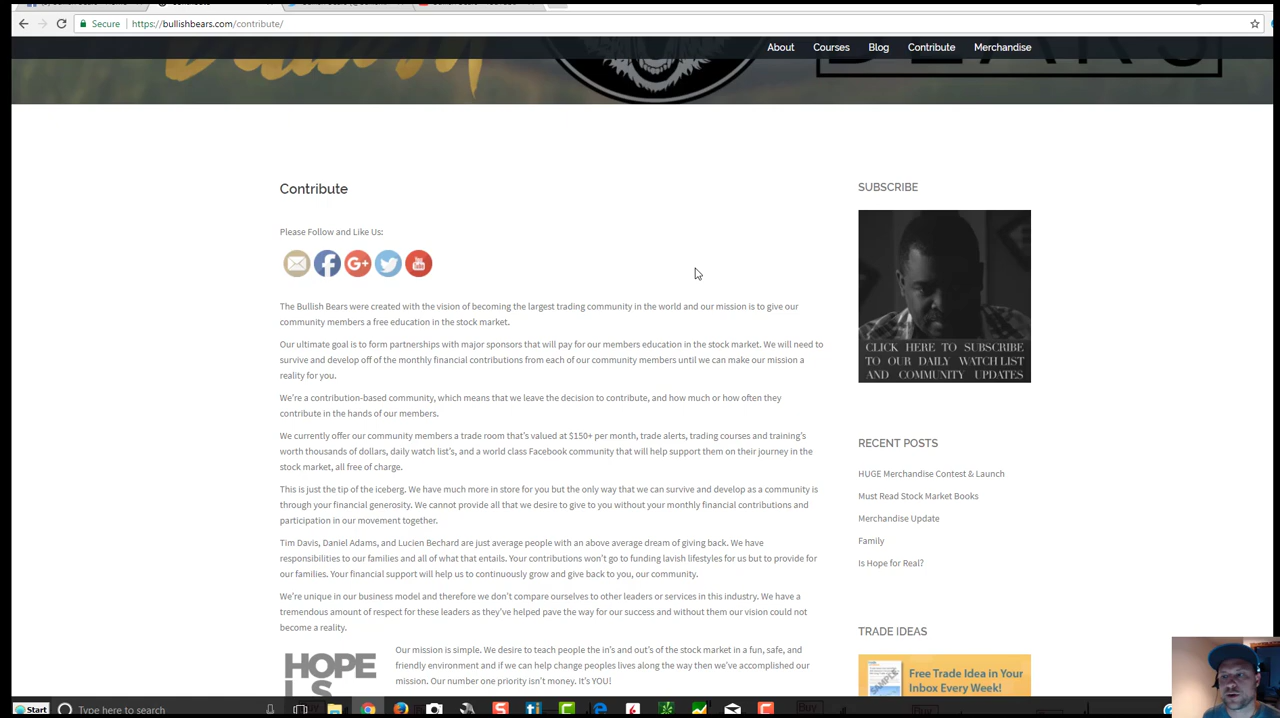 Secure
https://bullishbears.com/contribute/
About
Courses
Blog
Contribute
Merchandise
Contribute
Please Follow and Like Us:
The Bullish Bears were created with the vision of becoming the largest trading community in the world and our mission is to give our
community members a free education in the stock market.
Our ultimate goal is to form partnerships with major sponsors that will pay for our members education in the stock market. We will need to
survive and develop off of the monthly financial contributions from each of our community members until we can make our mission a
reality for you.
We're a contribution-based community, which means that we leave the decision to contribute, and how much or how often they
contribute in the hands of our members.
We currently offer our community members a trade room that's valued at $150+ per month, trade alerts, trading courses and training's
worth thousands of dollars, daily watch list's, and a world class Facebook community that will help support them on their journey in the
stock market, all free of charge.
This is just the tip of the iceberg. We have much more in store for you but the only way that we can survive and develop as a community is
through your financial generosity. We cannot provide all that we desire to give to you without your monthly financial contributions and
participation in our movement together.
Tim Davis, Daniel Adams, and Lucien Bechard are just average people with an above average dream of giving back. We have
responsibilities to our families and all of what that entails. Your contributions won't go to funding lavish lifestyles for us but to provide for
our families. Your financial support will help us to continuously grow and give back to you, our community.
We're unique in our business model and therefore we don't compare ourselves to other leaders or services in this industry. We have a
tremendous amount of respect for these leaders as they've helped pave the way for our success and without them our vision could not
become a reality.
HOPE
Our mission is simple. We desire to teach people the in's and out's of the stock market in a fun, safe, and
friendly environment and if we can help change peoples lives along the way then we've accomplished our
mission. Our number one priority isn't money. It's YOU!
SUBSCRIBE
CLICK HERE TO SUBSCRIBE
TO OUR DAILY WATCHLIST
AND COMMUNITY UPDATES
RECENT POSTS
HUGE Merchandise Contest & Launch
Must Read Stock Market Books
Merchandise Update
Family
Is Hope for Real?
TRADE IDEAS
SAMPLE
Free Trade Idea in Your
Inbox Every Week!
Start
Type here to search